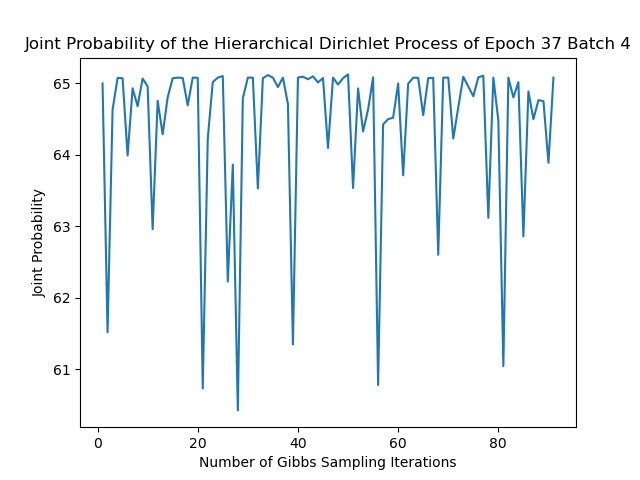 Joint Probability of the Hierarchical Dirichlet Process of Epoch 37 Batch 4
65
64
63
62
61
Joint Probability
0 20 40 60 80
Number of Gibbs Sampling Iterations